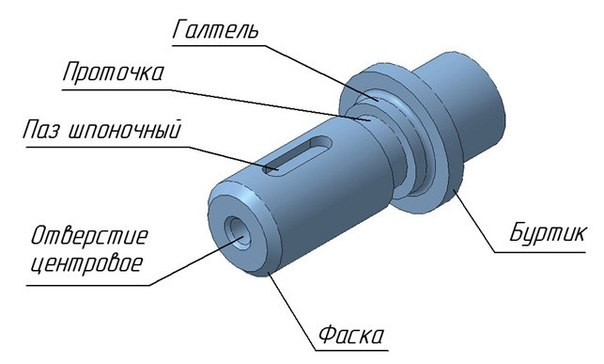 Галтель
Проточка
Паз шпоночный
Отверстие
центровое
Буртик
Фаска